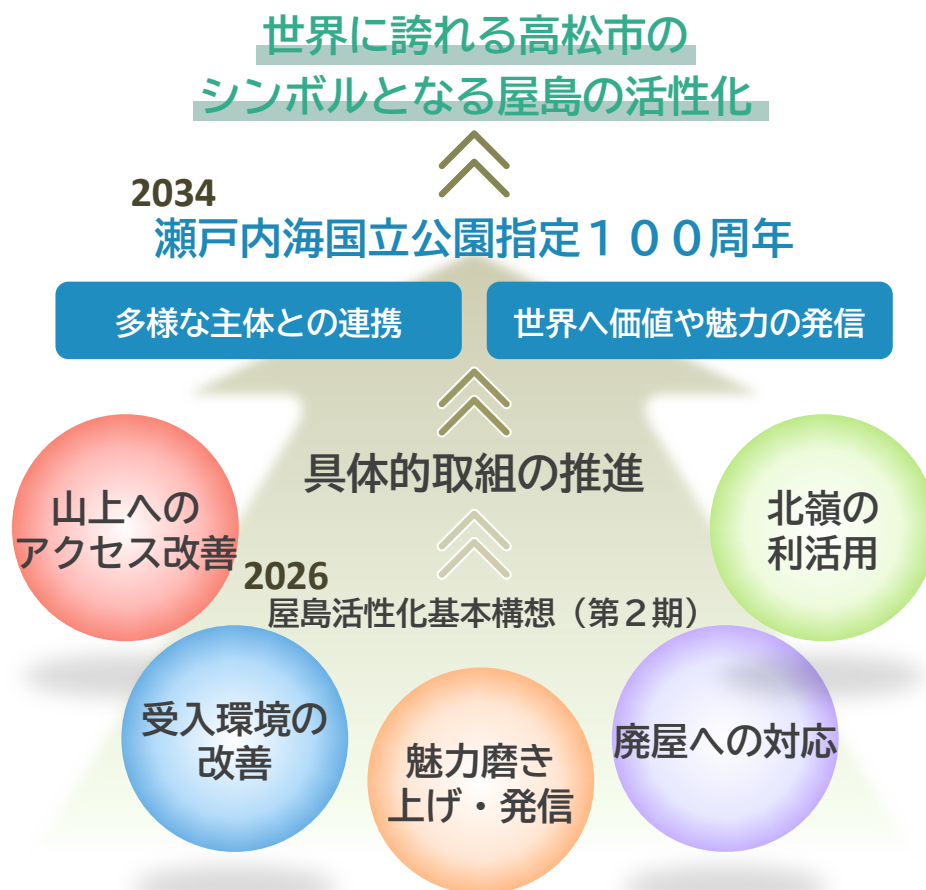 世界に誇れる高松市の
シンボルとなる屋島の活性化
2034
瀬戸内海国立公園指定１００周年
多様な主体との連携
世界へ価値や魅力の発信
具体的取組の推進
山上への
アクセス改善
北嶺の
利活用
2026
屋島活性化基本構想（第２期）
受入環境の
改善
魅力磨き
上げ・発信
廃屋への対応